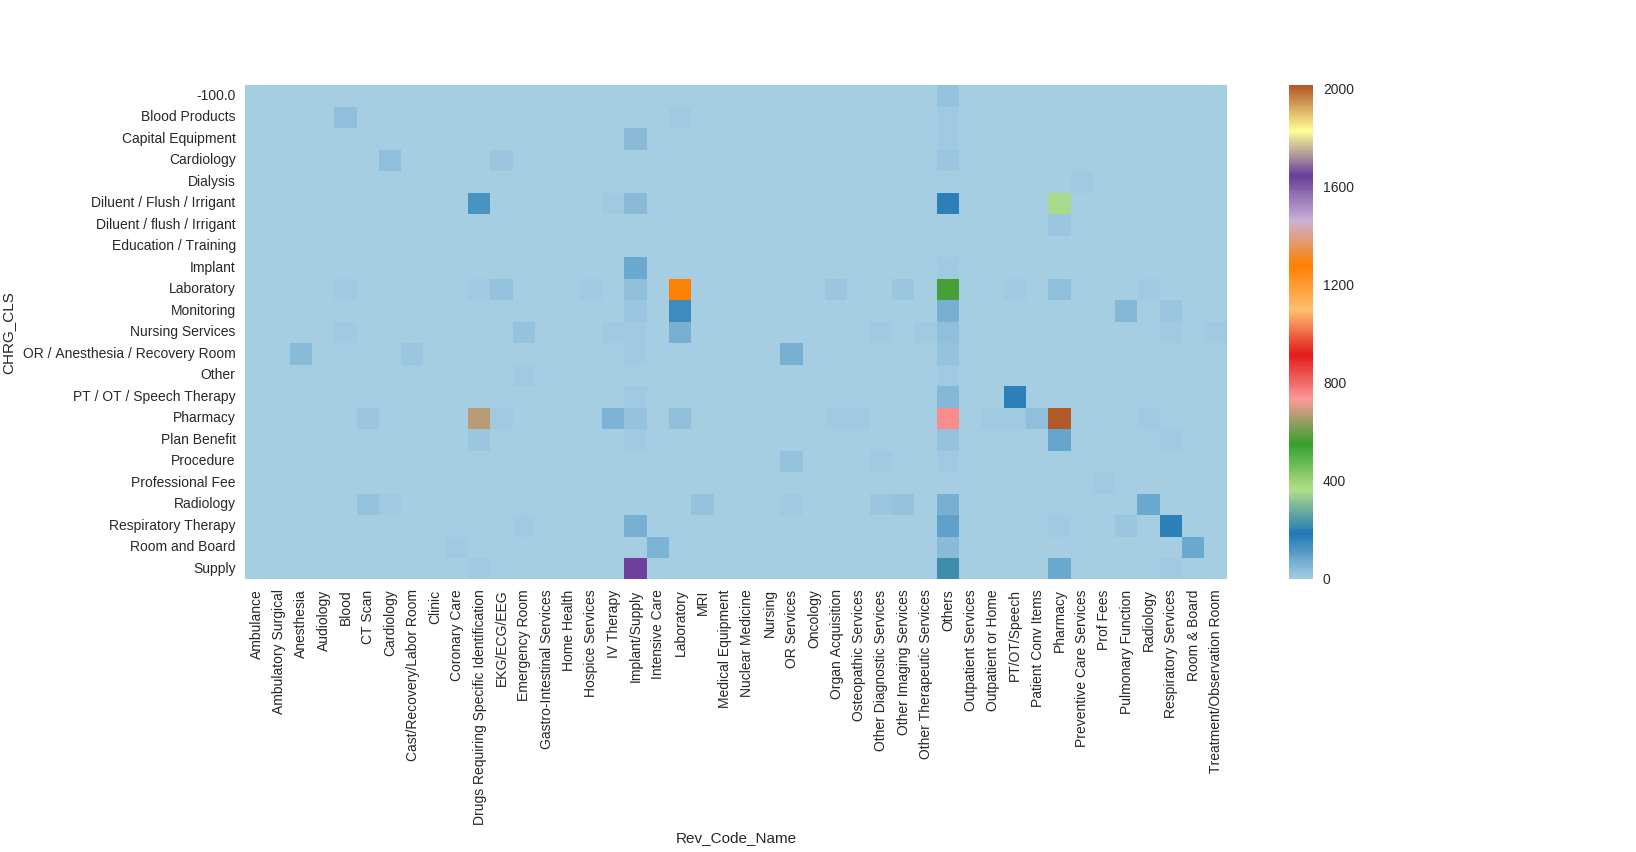 -100.0
Blood Products
Capital Equipment
Cardiology
Dialysis
Diluent / Flush / Irrigant
Diluent / flush / Irrigant
Education / Training
Implant
Laboratory
Monitoring
Nursing Services
OR / Anesthesia / Recovery Room
Other
PT / OT / Speech Therapy
Pharmacy
Plan Benefit
Procedure
Professional Fee
Radiology
Respiratory Therapy
Room and Board
Supply
CHRG_CLS
Ambulance
Ambulatory Surgical
Anesthesia
Audiology
Blood
CT Scan
Cardiology
Cast/Recovery/Labor Room
Clinic
Coronary Care
Drugs Requiring Specific Identification
EKG/ECG/EEG
Emergency Room
Gastro-Intestinal Services
Home Health
Hospice Services
IV Therapy
Implant/Supply
Intensive Care
Laboratory
MRI
Medical Equipment
Nuclear Medicine
Nursing
OR Services
Oncology
Organ Acquisition
Osteopathic Services
Other Diagnostic Services
Other Imaging Services
Other Therapeutic Services
Others
Outpatient Services
Outpatient or Home
PT/OT/Speech
Patient Conv Items
Pharmacy
Preventive Care Services
Prof Fees
Pulmonary Function
Radiology
Respiratory Services
Room & Board
Treatment/Observation Room
Rev_Code_Name
2000
1600
1200
800
400
0